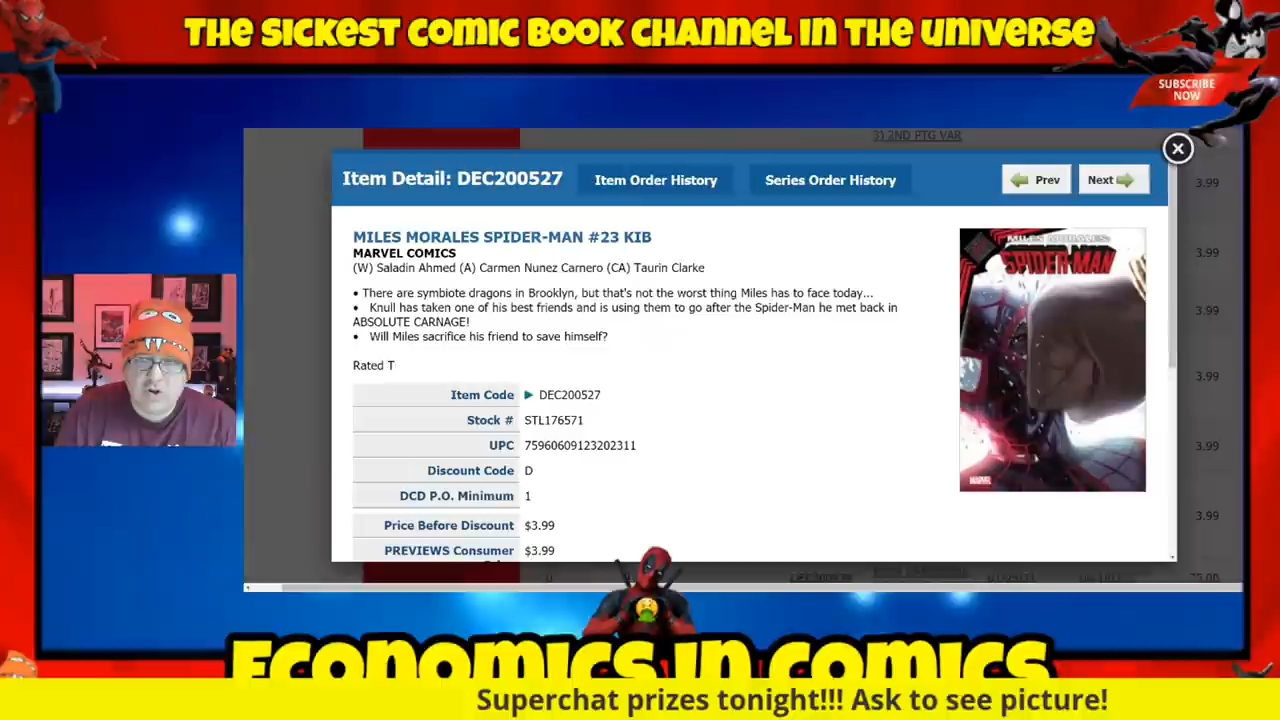 THE SICKEST COMIC BOOK CHANNEL IN THE UNIVERSE
SUBSCRIBE
NOW
3) 2ND PTG VAR
Item Detail: DEC200527
Item Order History
Series Order History
Prev
Next
3.99
MILES MORALES SPIDER-MAN #23 KIB
MARVEL COMICS
(W) Saladin Ahmed (A) Carmen Nunez Carnero (CA) Taurin Clarke
• There are symbiote dragons in Brooklyn, but that's not the worst thing Miles has to face today...
• Knull has taken one of his best friends and is using them to go after the Spider-Man he met back in
ABSOLUTE CARNAGE!
• Will Miles sacrifice his friend to save himself?
Rated T
MILES MORALES
SPIDER-MAN
MARVEL
3.99
3.99
3.99
3.99
3.99
Item Code ▶ DEC200527
Stock # STL176571
UPC 75960609123202311
Discount Code D
DCD P.O. Minimum 1
Price Before Discount $3.99
PREVIEWS Consumer $3.99
ECONOMICS IN COMICS
Superchat prizes tonight!!! Ask to see picture!